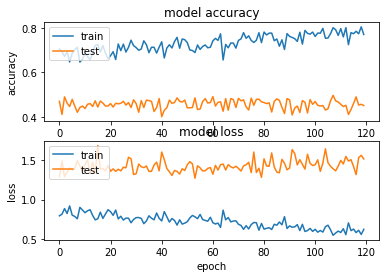 model accuracy
accuracy
0.8
0.6
0.4
train
test
0 20 40 60 80 100 120
model loss
loss
1.5
1.0
0.5
train
test
0 20 40 60 80 100 120
epoch